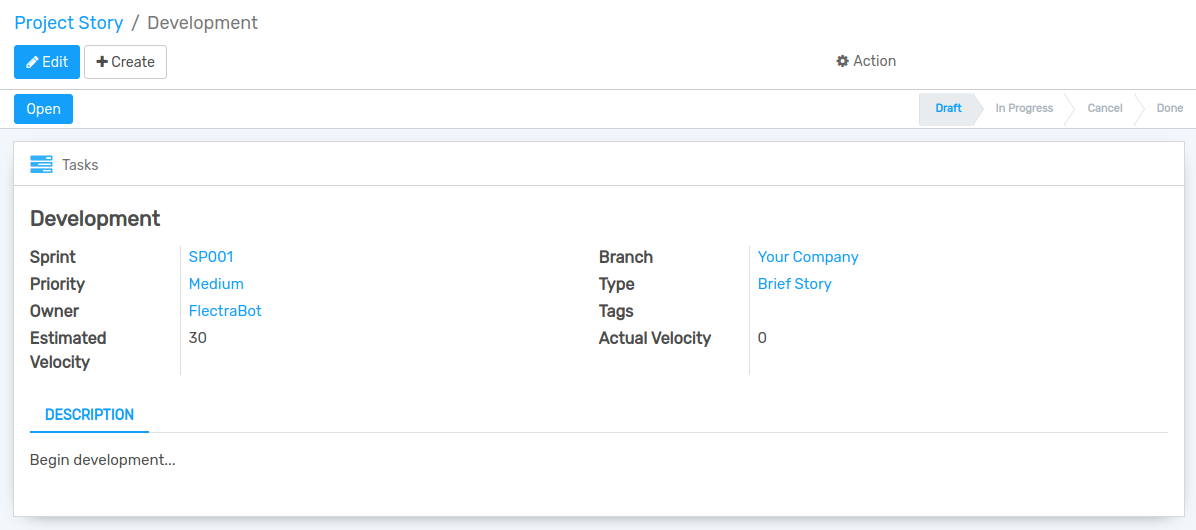 Project Story / Development
Edit Create Action
Open Draft In Progress Cancel Done
Tasks
Development
Sprint SP001 Branch Your Company
Priority Medium Type Brief Story
Owner FlectraBot Tags
Estimated 30 Actual Velocity 0
Velocity
DESCRIPTION
Begin development...